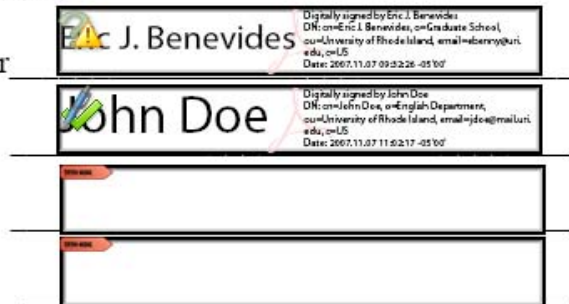 r
Eric J. Benevides
Digitally signed by Eric J. Benevides
DN: cn=Eric J. Benevides, o=Graduate School,
ou=Unversity of Rhode Island, email=ebenny@uri.
edu, c=US
Date: 2007.11.07 09:52:26 -05'00'
John Doe
Digitally signed by John Doe
DN: cn=John Doe, o=English Department,
ou=University of Rhode Island, email=jdoe@mail.uri.
edu, c=US
Date: 2007.11.07 11:02:17 -05'00'